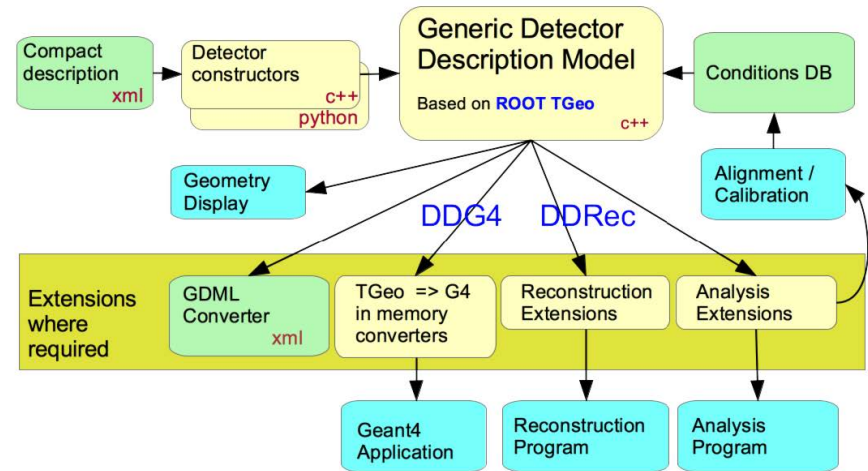 Compact
description
xml
Detector
constructors
c++
python
Generic Detector
Description Model
Based on ROOT TGeo
c++
Conditions DB
Geometry
Display
DDG4
DDRec
Alignment /
Calibration
Extensions
where
required
GDML
Converter
xml
TGeo => G4
in memory
converters
Reconstruction
Extensions
Analysis
Extensions
Geant4
Application
Reconstruction
Program
Analysis
Program